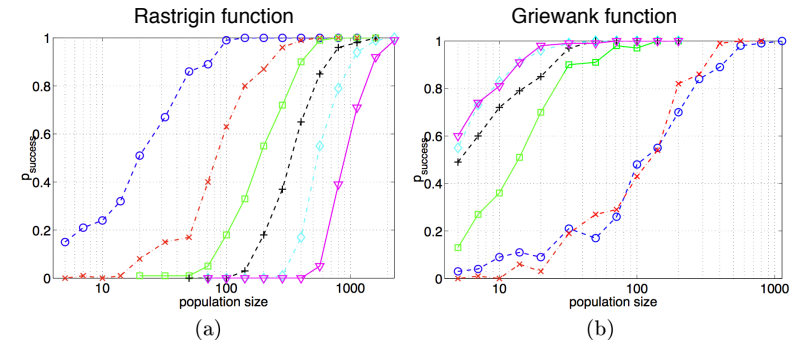 Rastrigin function
1
0.8
0.6
0.4
0.2
0
p_success
10
100
1000
population size
(a)
Griewank function
1
0.8
0.6
0.4
0.2
0
p_success
10
100
1000
population size
(b)